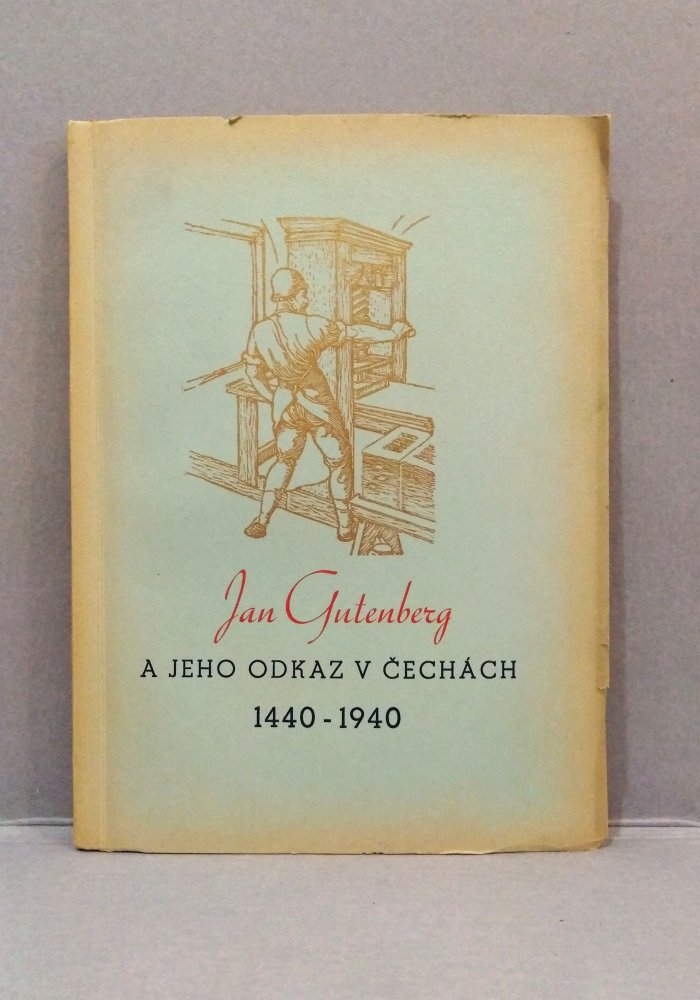 Jan Gutenberg
A JEHO ODKAZ V ČECHÁCH
1440 - 1940